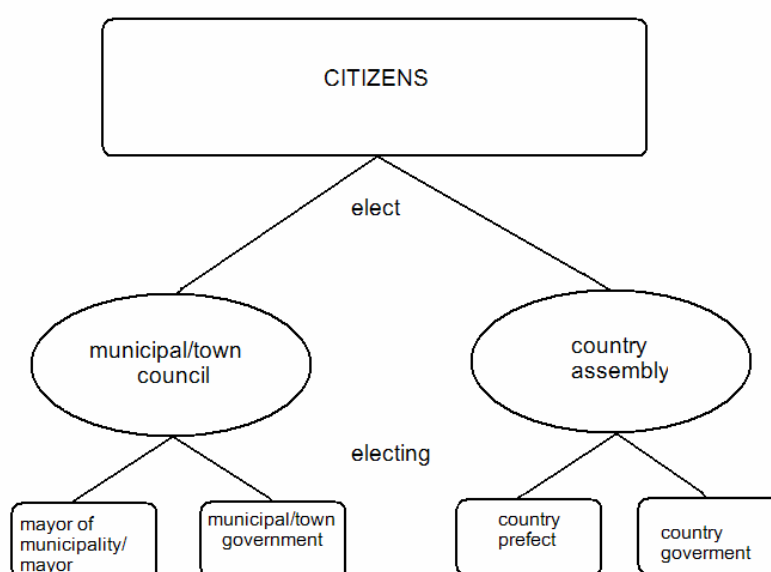 CITIZENS
elect
municipal/town
council
country
assembly
electing
mayor of
municipality/
mayor
municipal/town
government
country
prefect
country
goverment